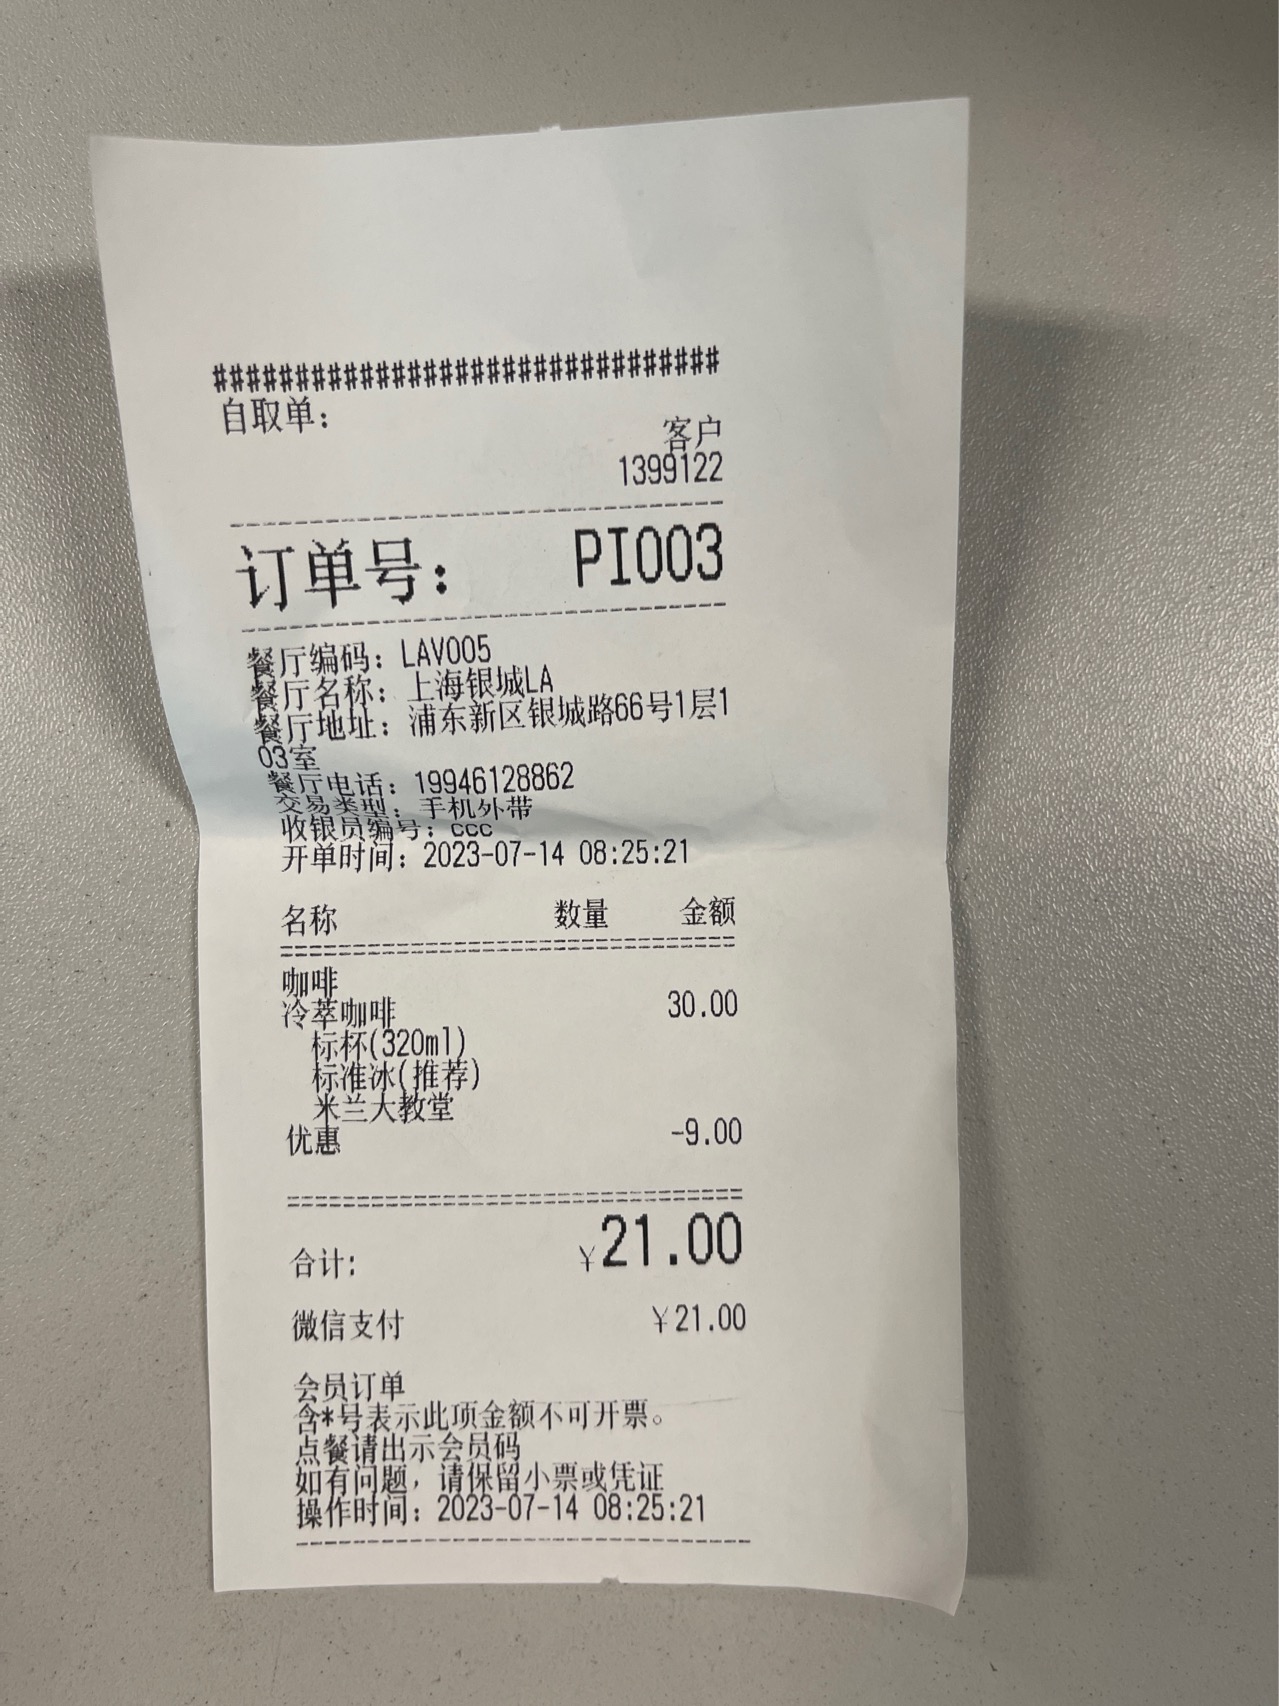 ###############################
自取单：
客户
1399122
订单号： PI003
餐厅编码：LAV005
餐厅名称：上海银城LA
餐厅地址：浦东新区银城路66号1层1
03室
餐厅电话：19946128862
交易类型：手机外带
收银员编号：ccc
开单时间：2023-07-14 08:25:21
名称 数量 金额
咖啡
冷萃咖啡 30.00
标杯(320ml)
标准冰(推荐)
米兰大教堂
优惠 -9.00
合计: ¥21.00
微信支付 ¥21.00
会员订单
含*号表示此项金额不可开票。
点餐请出示会员码
如有问题，请保留小票或凭证
操作时间：2023-07-14 08:25:21